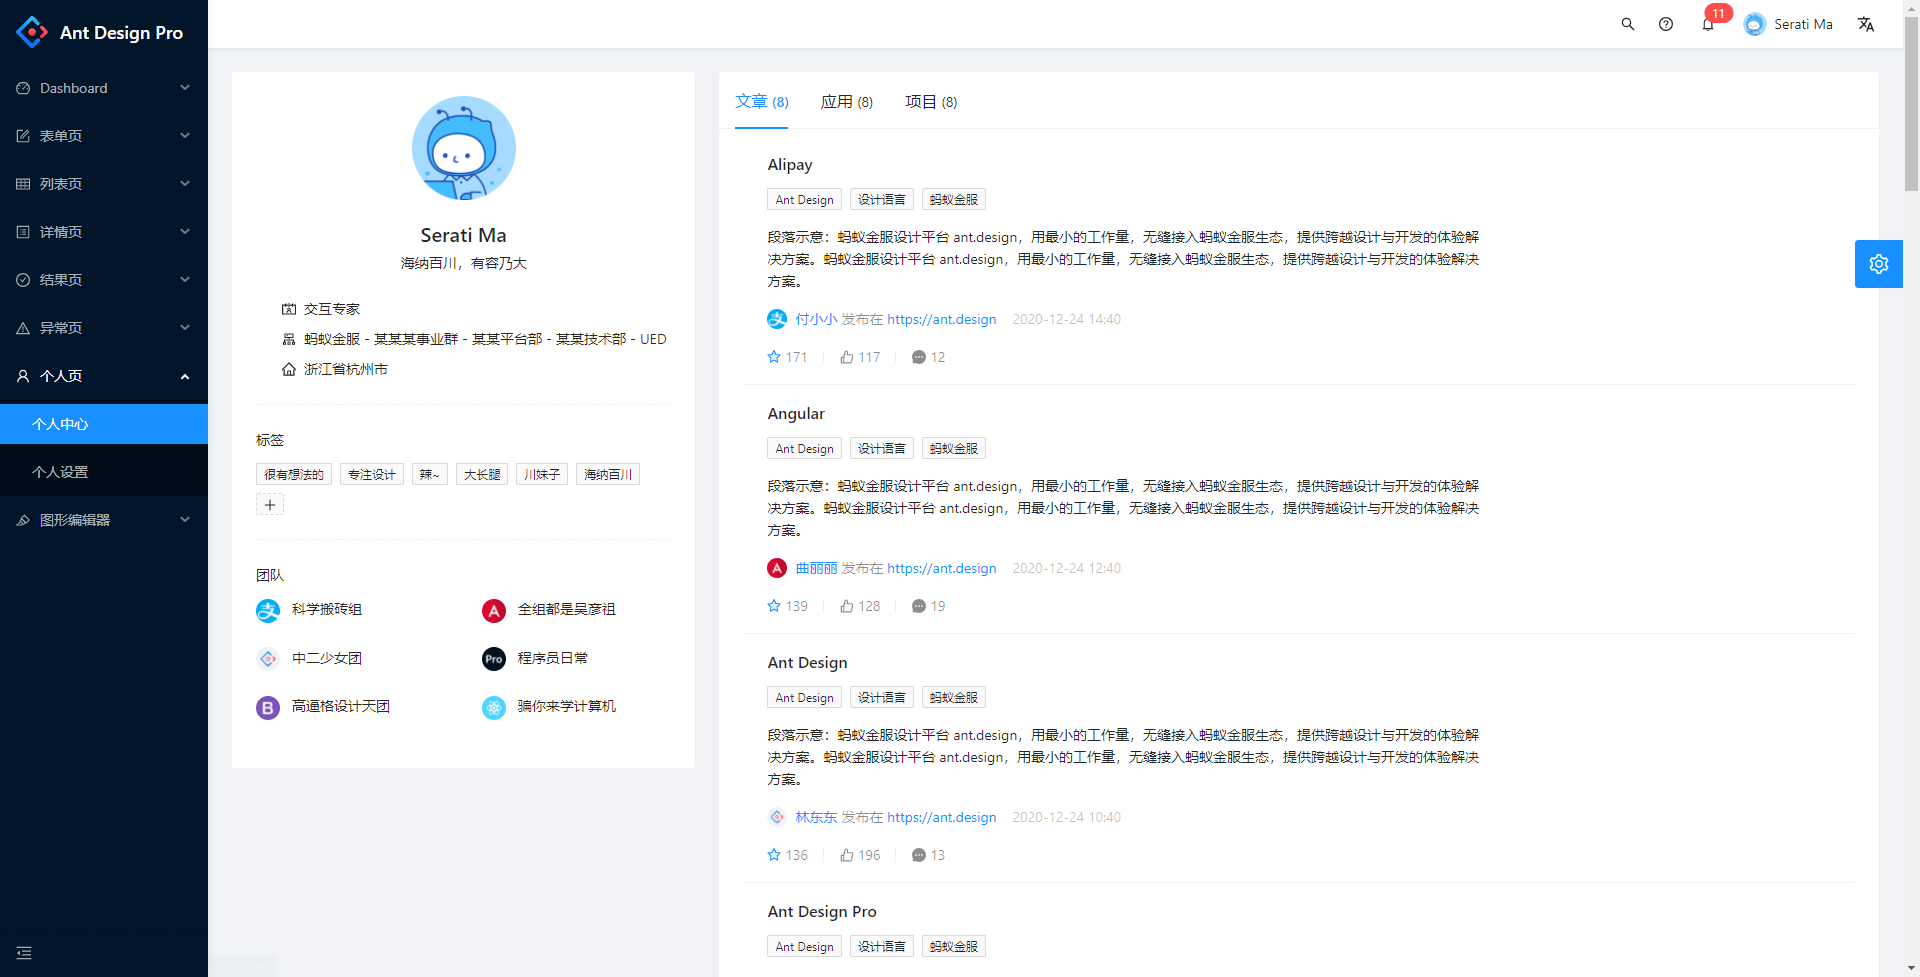 Ant Design Pro
Dashboard
表单页
列表页
详情页
结果页
异常页
个人页
个人中心
个人设置
图形编辑器
11
Serati Ma
Serati Ma
海纳百川，有容乃大
交互专家
蚂蚁金服 - 某某某事业群 - 某某平台部 - 某某技术部 - UED
浙江省杭州市
标签
很有想法的 专注设计 辣~ 大长腿 川妹子 海纳百川
+
团队
科学搬砖组 A 全组都是吴彦祖
中二少女团 Pro 程序员日常
B 高逼格设计天团 骗你来学计算机
文章 (8) 应用 (8) 项目 (8)
Alipay
Ant Design 设计语言 蚂蚁金服
段落示意：蚂蚁金服设计平台 ant.design，用最小的工作量，无缝接入蚂蚁金服生态，提供跨越设计与开发的体验解
决方案。蚂蚁金服设计平台 ant.design，用最小的工作量，无缝接入蚂蚁金服生态，提供跨越设计与开发的体验解决
方案。
付小小 发布在 https://ant.design 2020-12-24 14:40
171 117 12
Angular
Ant Design 设计语言 蚂蚁金服
段落示意：蚂蚁金服设计平台 ant.design，用最小的工作量，无缝接入蚂蚁金服生态，提供跨越设计与开发的体验解
决方案。蚂蚁金服设计平台 ant.design，用最小的工作量，无缝接入蚂蚁金服生态，提供跨越设计与开发的体验解决
方案。
A 曲丽丽 发布在 https://ant.design 2020-12-24 12:40
139 128 19
Ant Design
Ant Design 设计语言 蚂蚁金服
段落示意：蚂蚁金服设计平台 ant.design，用最小的工作量，无缝接入蚂蚁金服生态，提供跨越设计与开发的体验解
决方案。蚂蚁金服设计平台 ant.design，用最小的工作量，无缝接入蚂蚁金服生态，提供跨越设计与开发的体验解决
方案。
林东东 发布在 https://ant.design 2020-12-24 10:40
136 196 13
Ant Design Pro
Ant Design 设计语言 蚂蚁金服